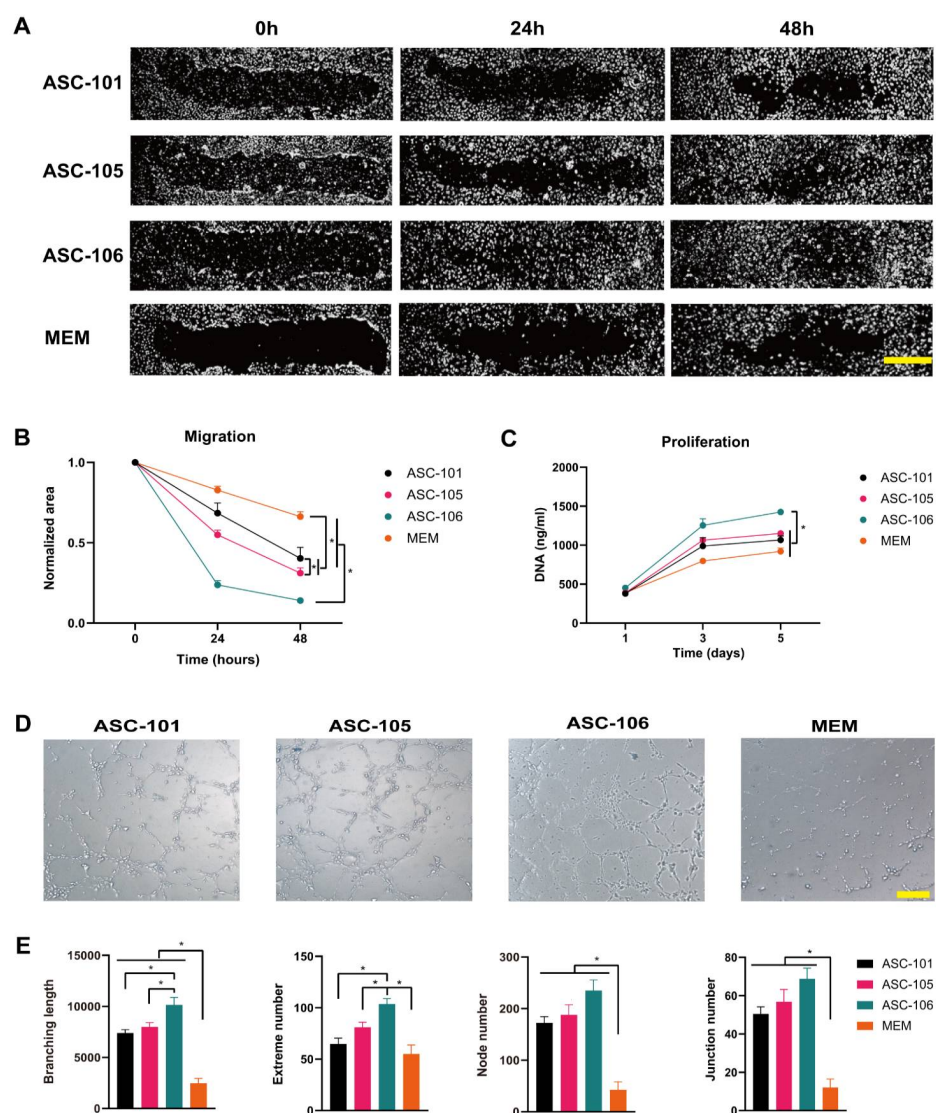 A
0h 24h 48h
ASC-101
ASC-105
ASC-106
MEM
B
Migration
Normalized area
1.0
0.5
0.0
0 24 48
Time (hours)
ASC-101
ASC-105
ASC-106
MEM
* * * *
C
Proliferation
DNA (ng/ml)
2000
1500
1000
500
0
1 3 5
Time (days)
ASC-101
ASC-105
ASC-106
MEM
*
D
ASC-101 ASC-105 ASC-106 MEM
E
Branching length
15000
10000
5000
0
* * *
Extreme number
150
100
50
0
* * *
Node number
300
200
100
0
*
Junction number
80
60
40
20
0
*
ASC-101
ASC-105
ASC-106
MEM